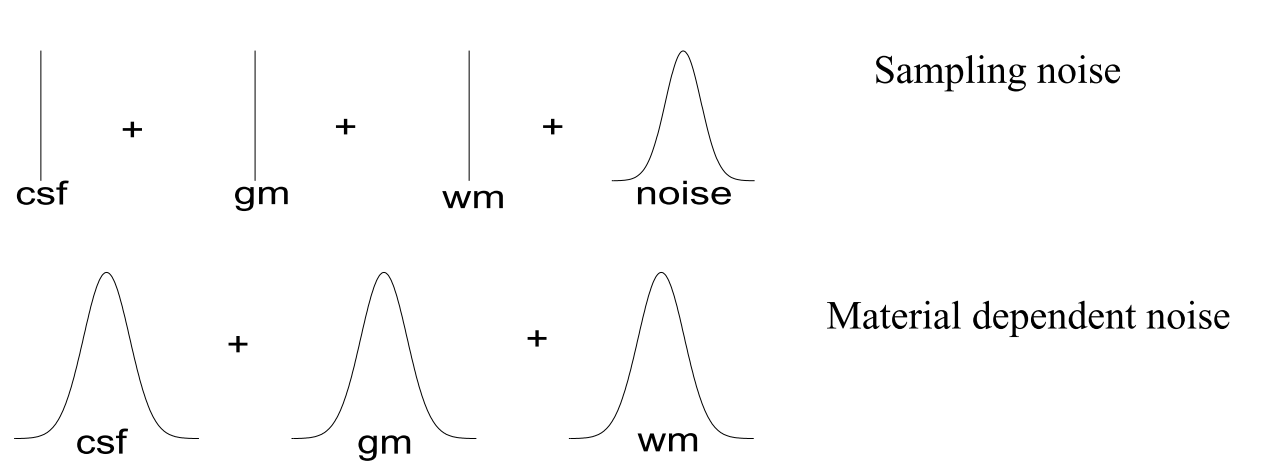 Sampling noise
+ + +
csf gm wm noise
Material dependent noise
+ +
csf gm wm